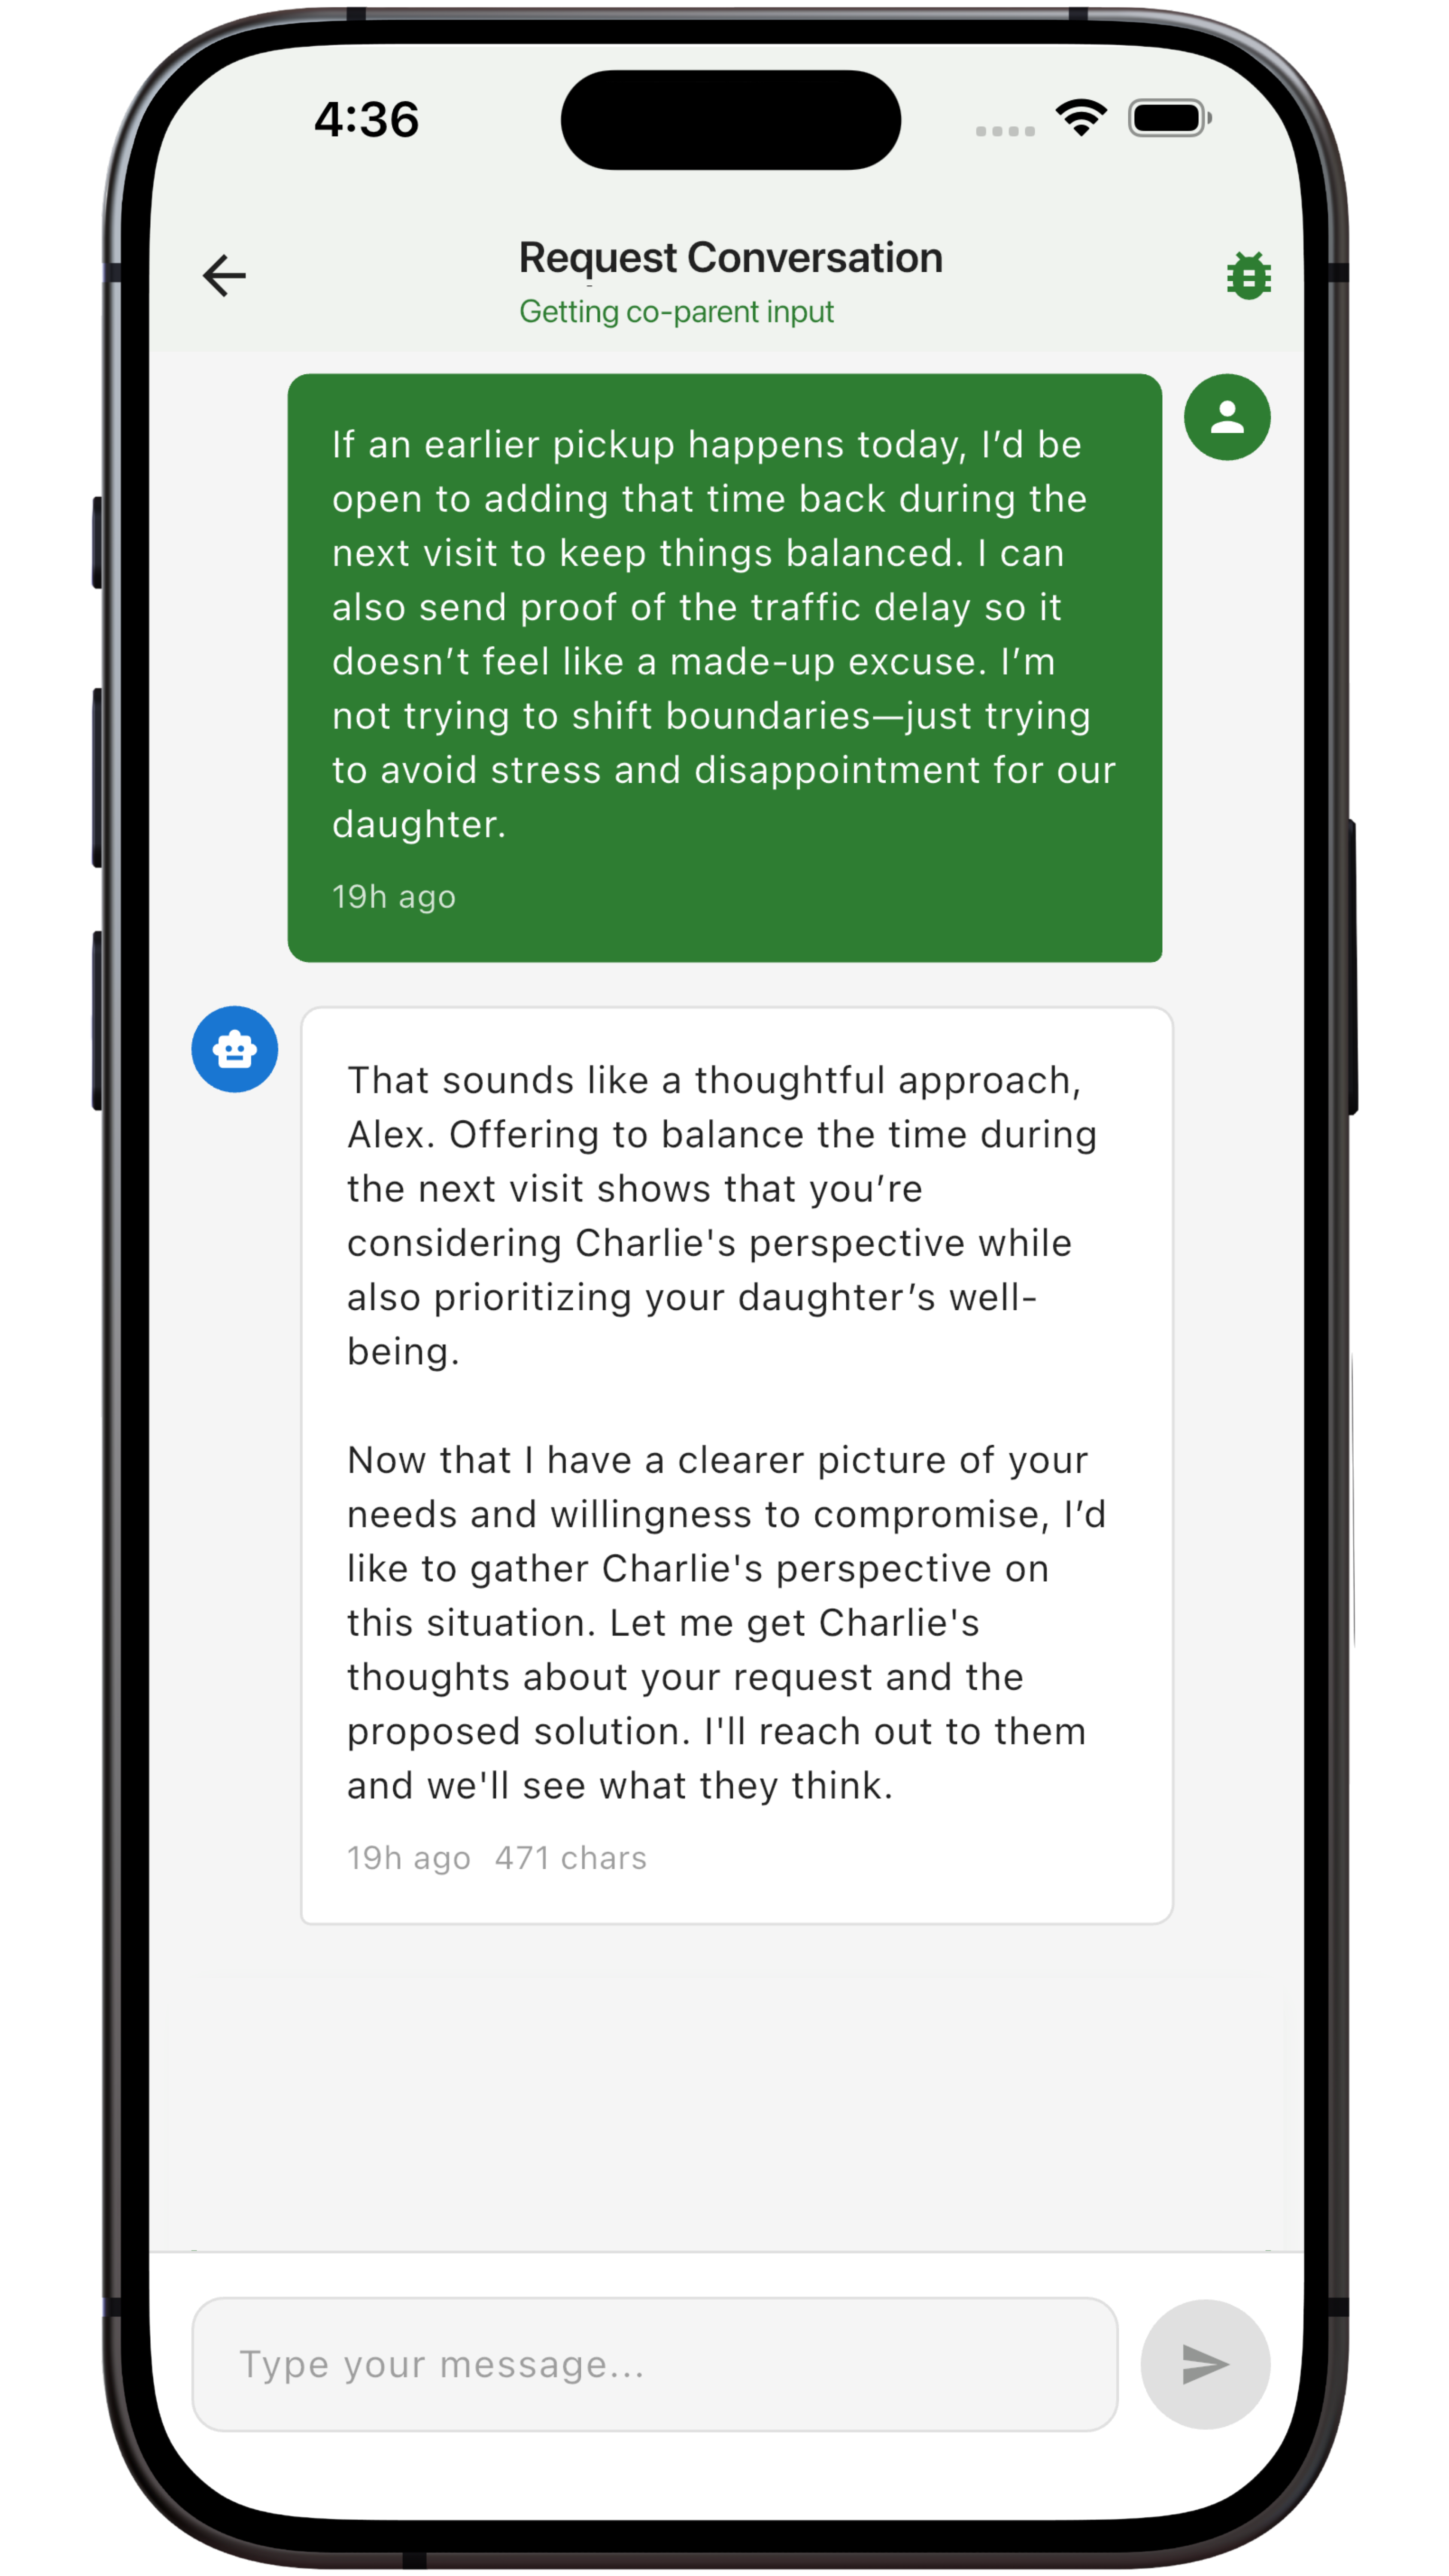 4:36
Request Conversation
Getting co-parent input
If an earlier pickup happens today, I’d be
open to adding that time back during the
next visit to keep things balanced. I can
also send proof of the traffic delay so it
doesn’t feel like a made-up excuse. I’m
not trying to shift boundaries—just trying
to avoid stress and disappointment for our
daughter.
19h ago
That sounds like a thoughtful approach,
Alex. Offering to balance the time during
the next visit shows that you’re
considering Charlie's perspective while
also prioritizing your daughter’s well-
being.
Now that I have a clearer picture of your
needs and willingness to compromise, I’d
like to gather Charlie's perspective on
this situation. Let me get Charlie's
thoughts about your request and the
proposed solution. I'll reach out to them
and we'll see what they think.
19h ago 471 chars
Type your message...